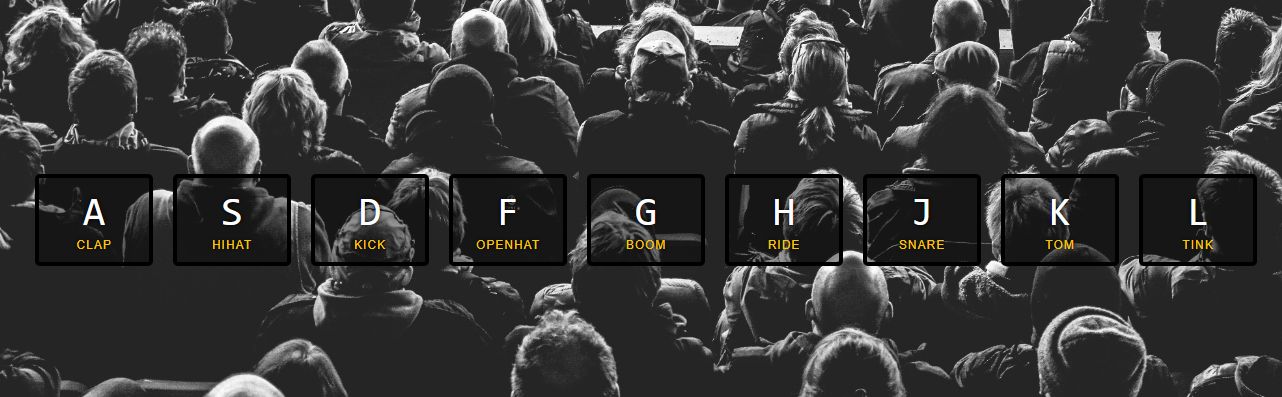 A S D F G H J K L
CLAP HIHAT KICK OPENHAT BOOM RIDE SNARE TOM TINK